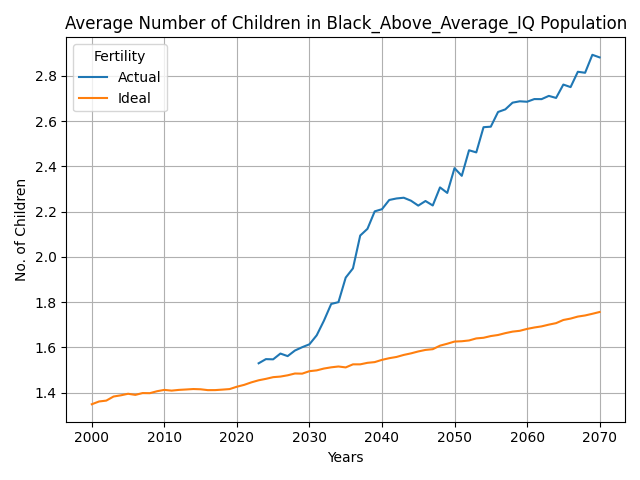 Average Number of Children in Black_Above_Average_IQ Population
Fertility
Actual
Ideal
No. of Children
2.8
2.6
2.4
2.2
2.0
1.8
1.6
1.4
2000 2010 2020 2030 2040 2050 2060 2070
Years